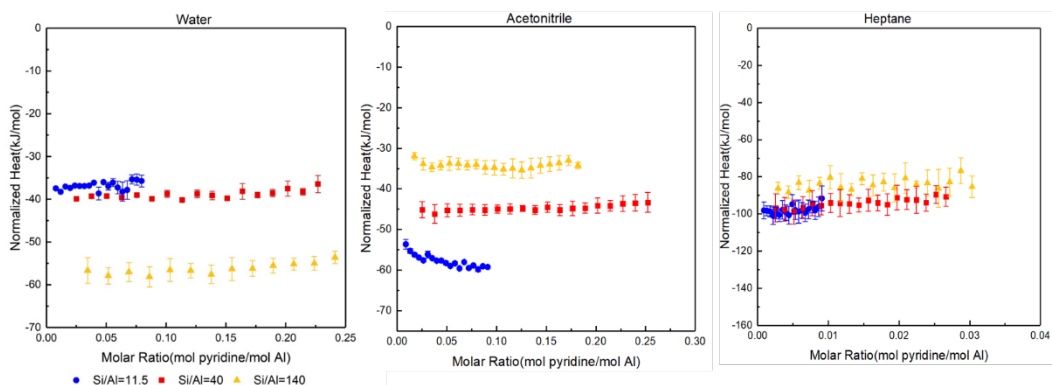 Water
0
-10
-20
-30
-40
-50
-60
-70
Normalized Heat(kJ/mol)
0.00 0.05 0.10 0.15 0.20 0.25
Molar Ratio(mol pyridine/mol Al)
Acetonitrile
0
-10
-20
-30
-40
-50
-60
-70
Normalized Heat(kJ/mol)
0.00 0.05 0.10 0.15 0.20 0.25 0.30
Molar Ratio(mol pyridine/mol Al)
Heptane
0
-20
-40
-60
-80
-100
-120
-140
-160
Normalized Heat(kJ/mol)
0.00 0.01 0.02 0.03 0.04
Molar Ratio(mol pyridine/mol Al)
Si/Al=11.5 Si/Al=40 Si/Al=140